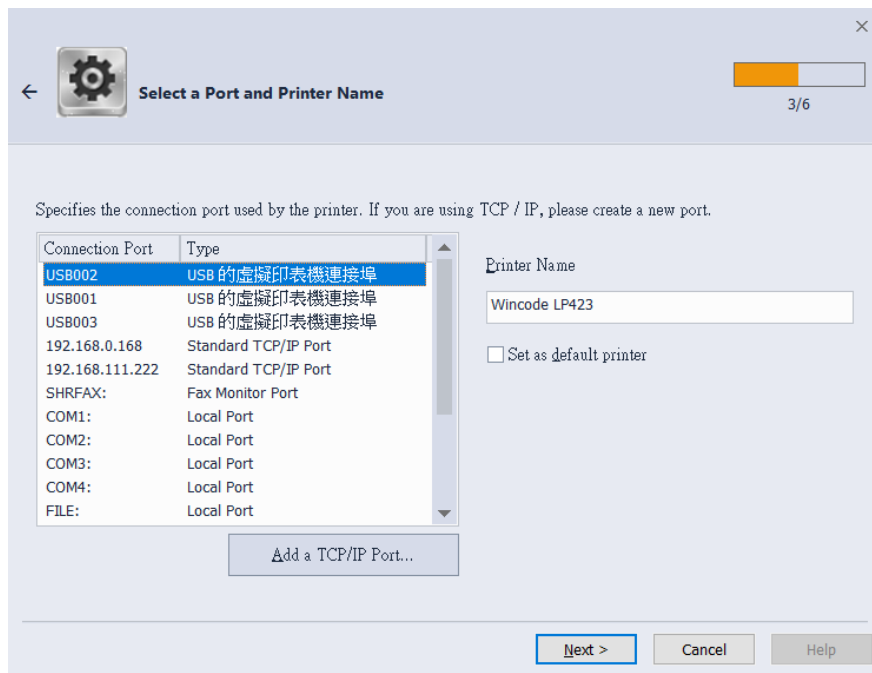 Select a Port and Printer Name
3/6
Specifies the connection port used by the printer. If you are using TCP / IP, please create a new port.
Connection Port Type
USB002 USB 的虛擬印表機連接埠
USB001 USB 的虛擬印表機連接埠
USB003 USB 的虛擬印表機連接埠
192.168.0.168 Standard TCP/IP Port
192.168.111.222 Standard TCP/IP Port
SHRFAX: Fax Monitor Port
COM1: Local Port
COM2: Local Port
COM3: Local Port
COM4: Local Port
FILE: Local Port
Add a TCP/IP Port...
Printer Name
Wincode LP423
Set as default printer
Next >
Cancel
Help